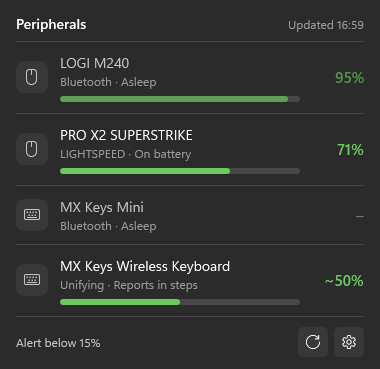 Peripherals
Updated 16:59
LOGI M240
Bluetooth · Asleep
95%
PRO X2 SUPERSTRIKE
LIGHTSPEED · On battery
71%
MX Keys Mini
Bluetooth · Asleep
–
MX Keys Wireless Keyboard
Unifying · Reports in steps
~50%
Alert below 15%